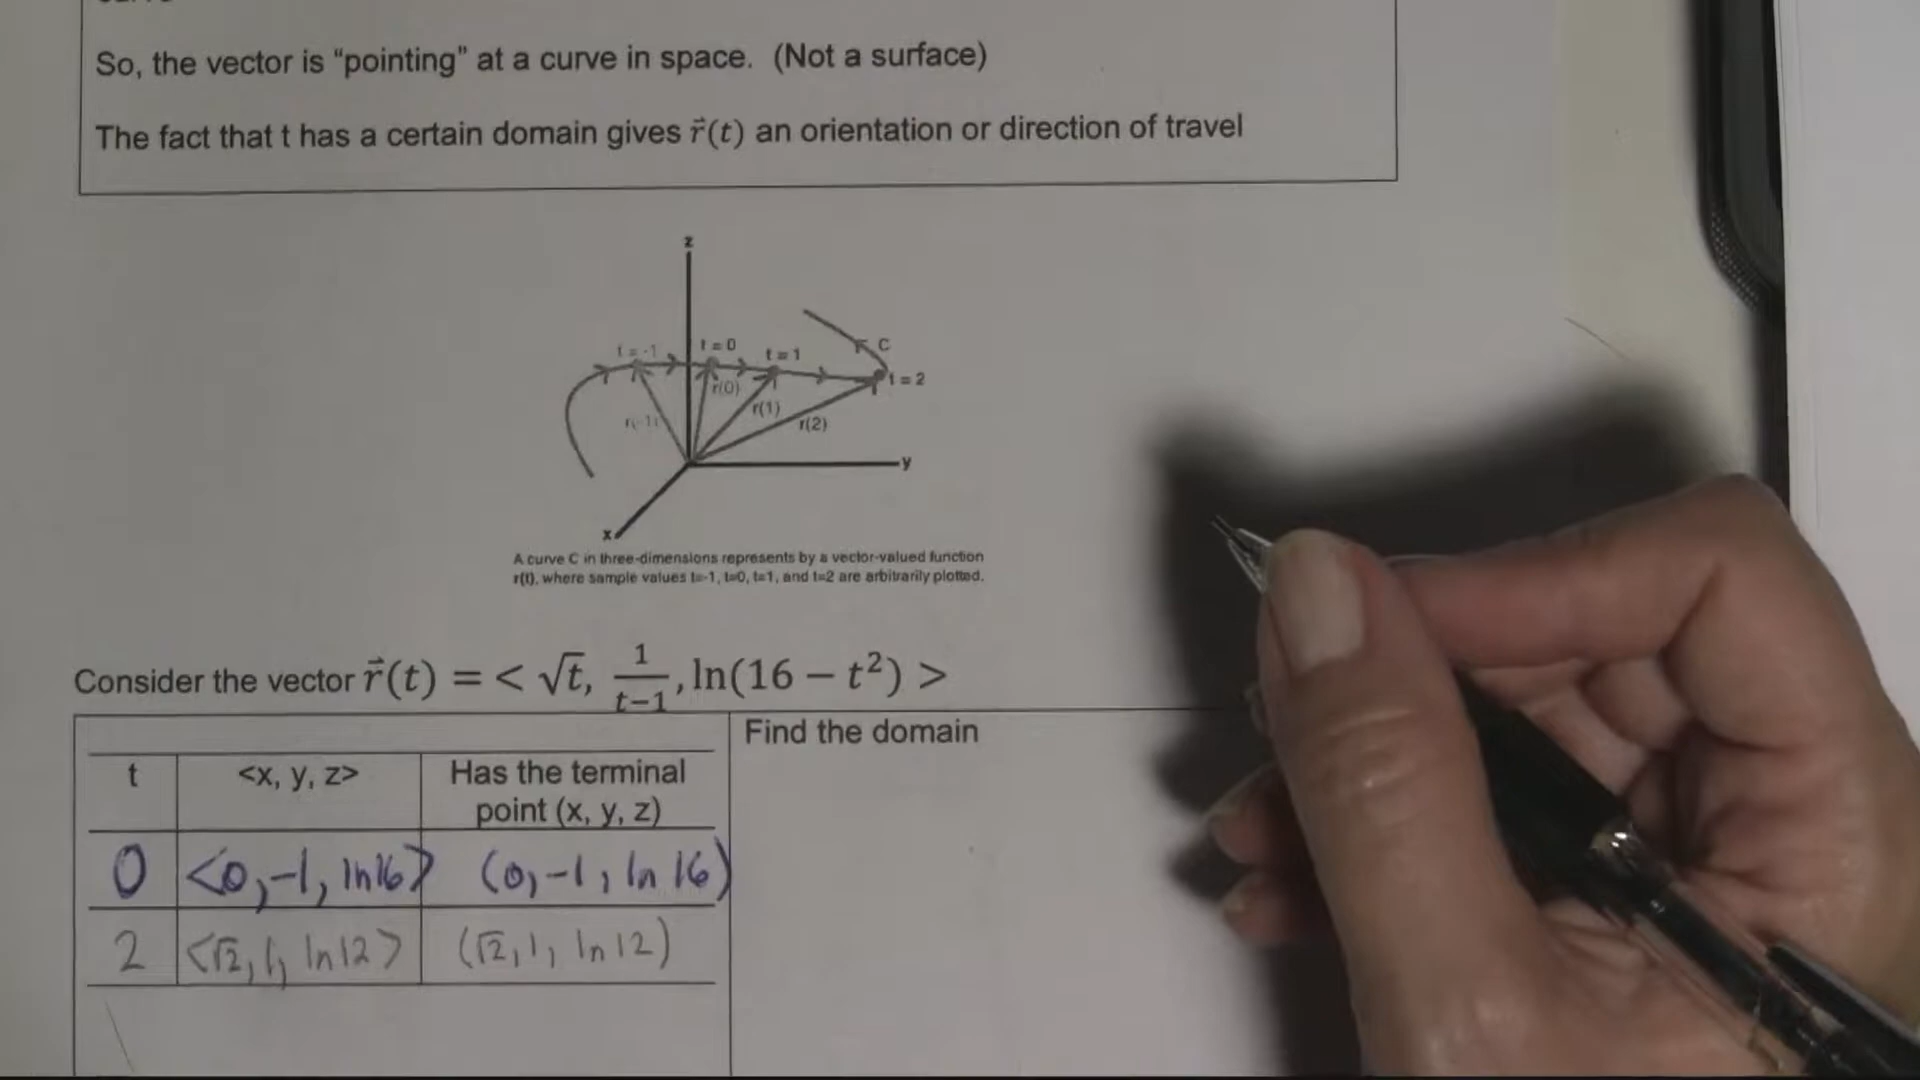 So, the vector is “pointing” at a curve in space. (Not a surface)
The fact that t has a certain domain gives r⃗(t) an orientation or direction of travel
z
t = -1
t = 0
t = 1
C
t = 2
r(-1)
r(0)
r(1)
r(2)
y
x
A curve C in three-dimensions represents by a vector-valued function
r(t), where sample values t=-1, t=0, t=1, and t=2 are arbitrarily plotted.
Consider the vector r⃗(t) = < √t, 1/(t−1), ln(16 − t²) >
Find the domain
t <x, y, z> Has the terminal
point (x, y, z)
0 <0, -1, ln16> (0, -1, ln 16)
2 <√2, 1, ln12> (√2, 1, ln 12)